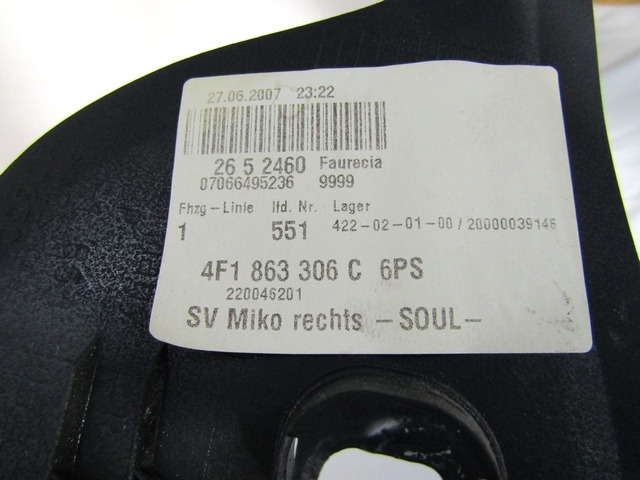 27.06.2007 23:22
26 5 2460 Faurecia
07066495236 9999
Fhzg-Linie lfd. Nr. Lager
1 551 422-02-01-00 / 20000039146
4F1 863 306 C 6PS
220046201
SV Miko rechts -SOUL-